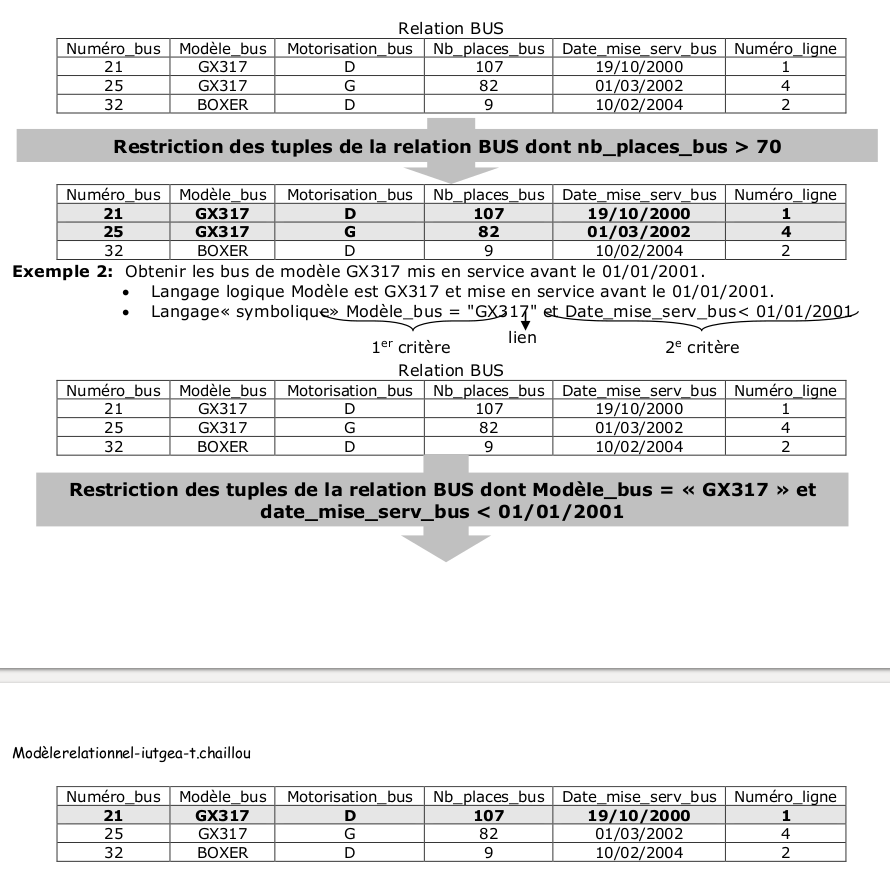 Relation BUS
Numéro_bus Modèle_bus Motorisation_bus Nb_places_bus Date_mise_serv_bus Numéro_ligne
21 GX317 D 107 19/10/2000 1
25 GX317 G 82 01/03/2002 4
32 BOXER D 9 10/02/2004 2
Restriction des tuples de la relation BUS dont nb_places_bus > 70
Numéro_bus Modèle_bus Motorisation_bus Nb_places_bus Date_mise_serv_bus Numéro_ligne
21 GX317 D 107 19/10/2000 1
25 GX317 G 82 01/03/2002 4
32 BOXER D 9 10/02/2004 2
Exemple 2: Obtenir les bus de modèle GX317 mis en service avant le 01/01/2001.
• Langage logique Modèle est GX317 et mise en service avant le 01/01/2001.
• Langage« symbolique» Modèle_bus = "GX317" et Date_mise_serv_bus< 01/01/2001
1er critère lien 2e critère
Relation BUS
Numéro_bus Modèle_bus Motorisation_bus Nb_places_bus Date_mise_serv_bus Numéro_ligne
21 GX317 D 107 19/10/2000 1
25 GX317 G 82 01/03/2002 4
32 BOXER D 9 10/02/2004 2
Restriction des tuples de la relation BUS dont Modèle_bus = « GX317 » et
date_mise_serv_bus < 01/01/2001
Modèlerelationnel-iutgea-t.chaillou
Numéro_bus Modèle_bus Motorisation_bus Nb_places_bus Date_mise_serv_bus Numéro_ligne
21 GX317 D 107 19/10/2000 1
25 GX317 G 82 01/03/2002 4
32 BOXER D 9 10/02/2004 2